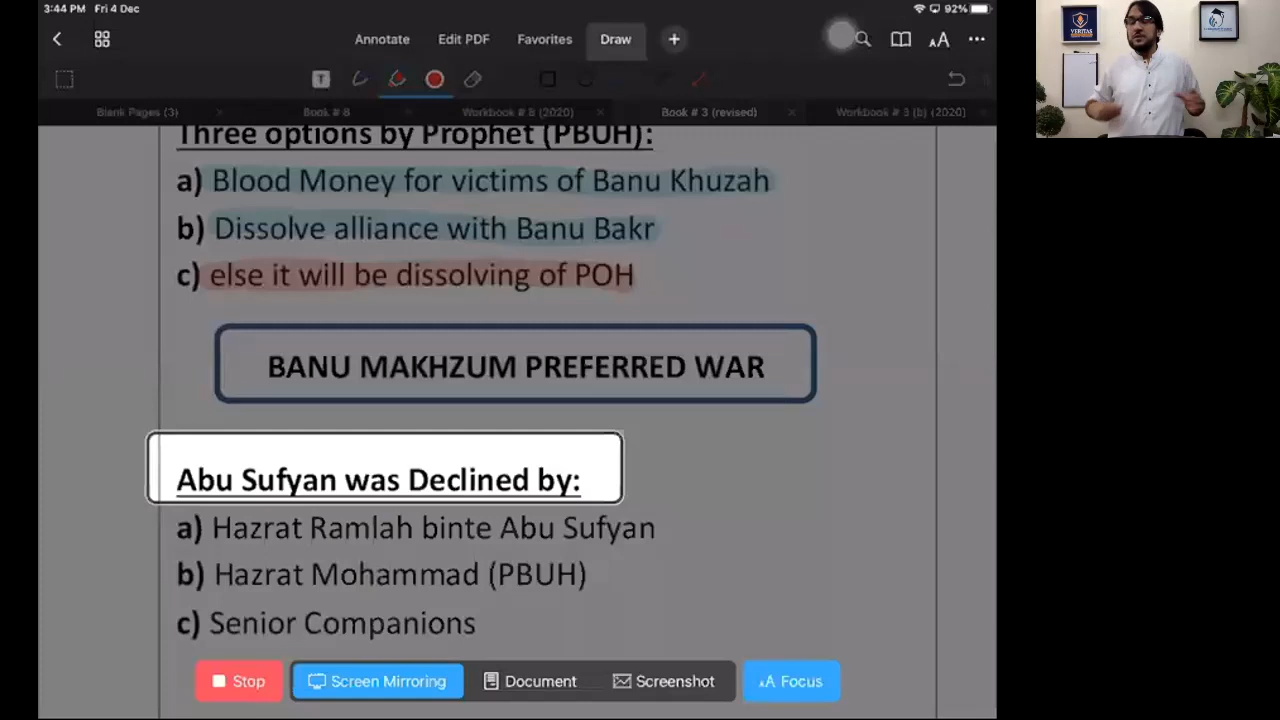 3:44 PM Fri 4 Dec 92%
Annotate Edit PDF Favorites Draw
Blank Pages (3) Book # 8 Workbook # 8 (2020) Book # 3 (revised) Workbook # 3 (b) (2020)
Three options by Prophet (PBUH):
a) Blood Money for victims of Banu Khuzah
b) Dissolve alliance with Banu Bakr
c) else it will be dissolving of POH
BANU MAKHZUM PREFERRED WAR
Abu Sufyan was Declined by:
a) Hazrat Ramlah binte Abu Sufyan
b) Hazrat Mohammad (PBUH)
c) Senior Companions
Stop Screen Mirroring Document Screenshot AA Focus
VERITAS